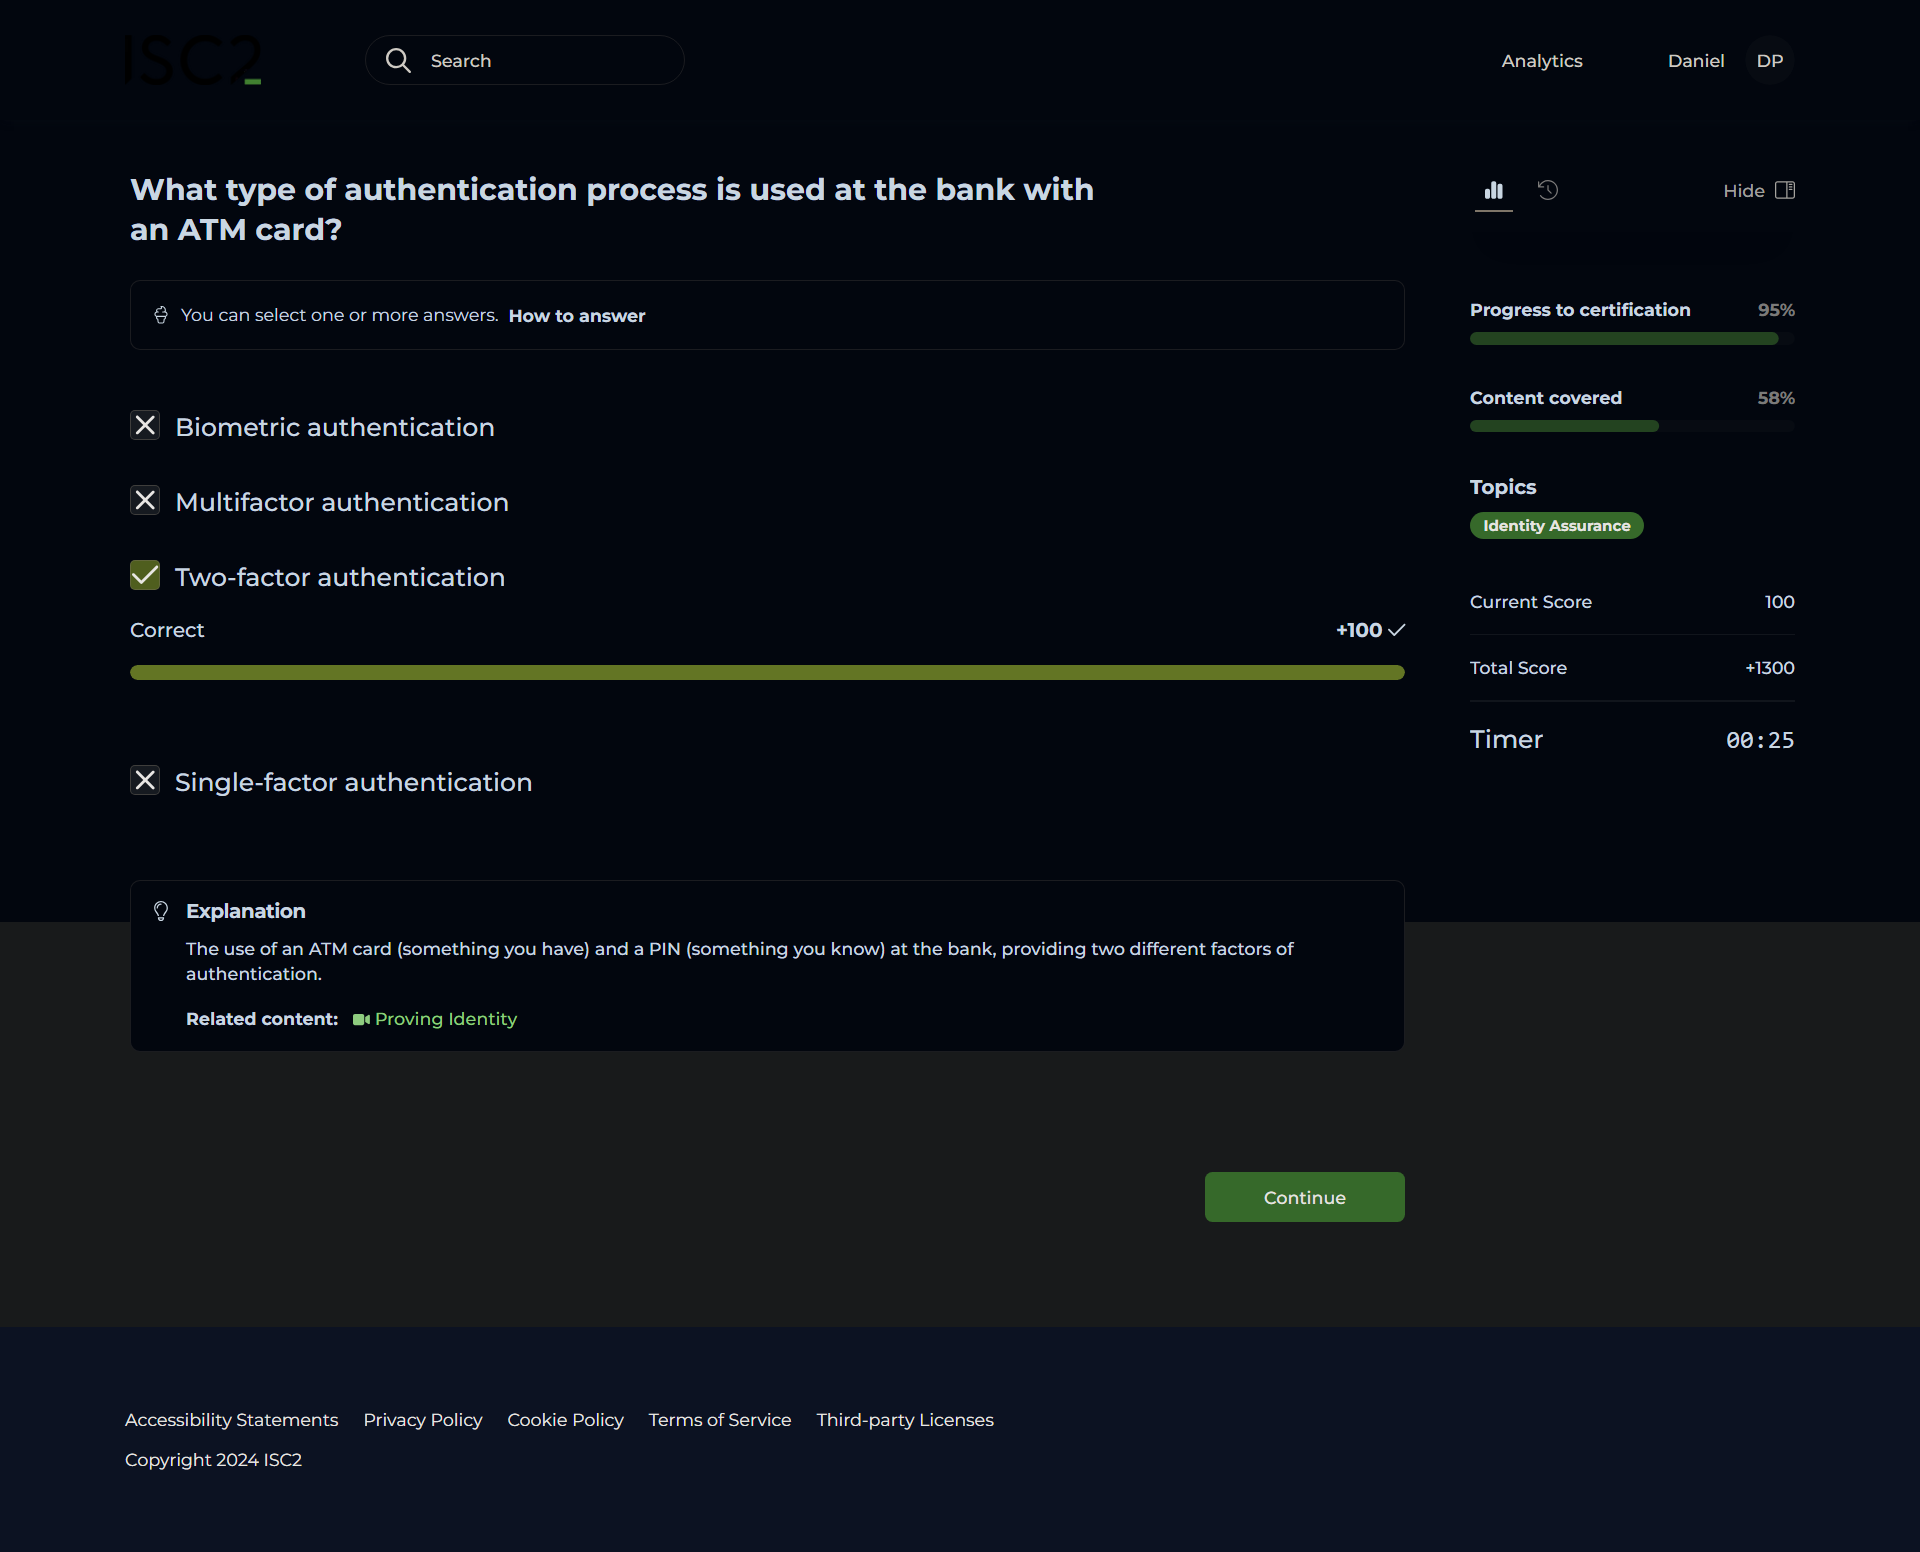 ISC2
Search
Analytics
Daniel
DP
What type of authentication process is used at the bank with
an ATM card?
You can select one or more answers. How to answer
Biometric authentication
Multifactor authentication
Two-factor authentication
Correct
+100
Single-factor authentication
Explanation
The use of an ATM card (something you have) and a PIN (something you know) at the bank, providing two different factors of
authentication.
Related content: Proving Identity
Continue
Hide
Progress to certification 95%
Content covered 58%
Topics
Identity Assurance
Current Score 100
Total Score +1300
Timer 00:25
Accessibility Statements Privacy Policy Cookie Policy Terms of Service Third-party Licenses
Copyright 2024 ISC2